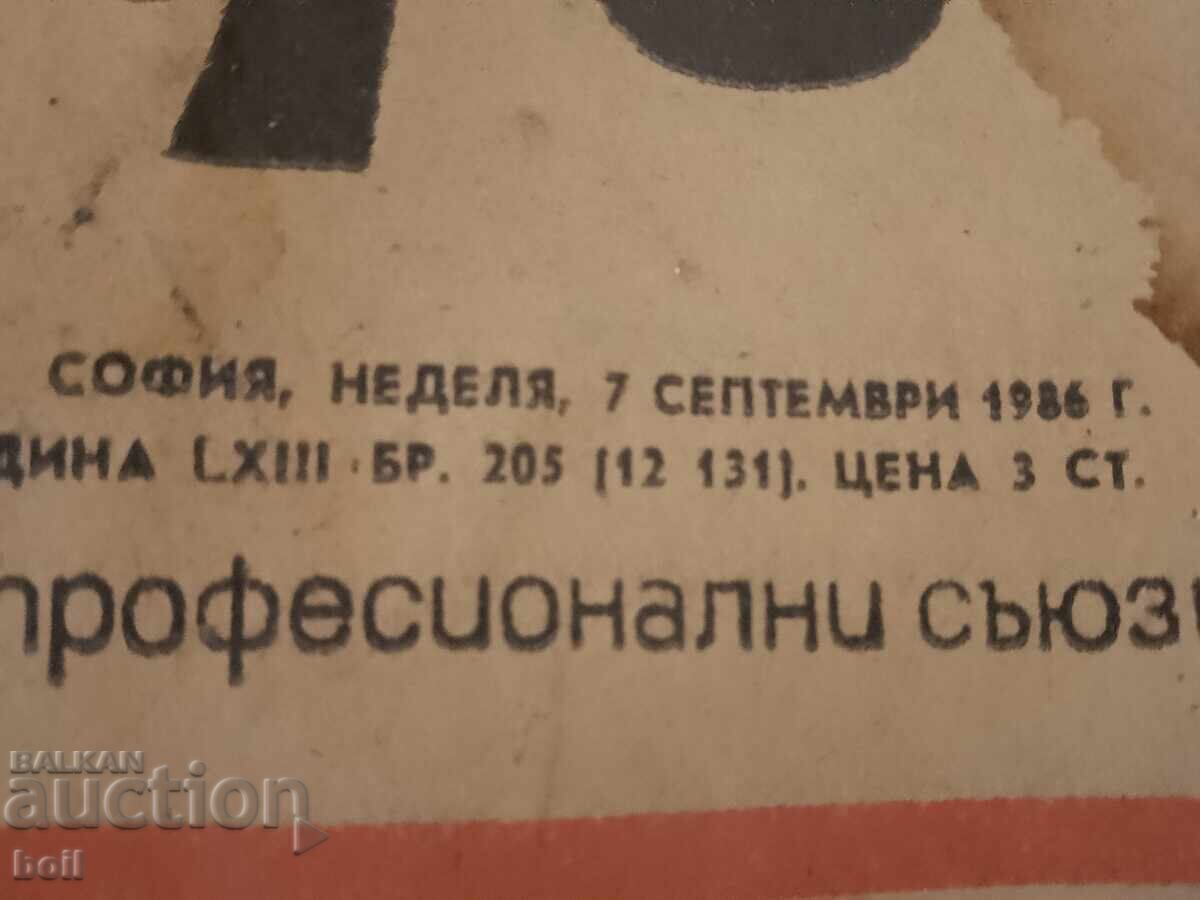 СОФИЯ, НЕДЕЛЯ, 7 СЕПТЕМВРИ 1986 Г.
ДИНА LXIII · БР. 205 (12 131). ЦЕНА 3 СТ.
професионални съюз
BALKAN
auction
boil